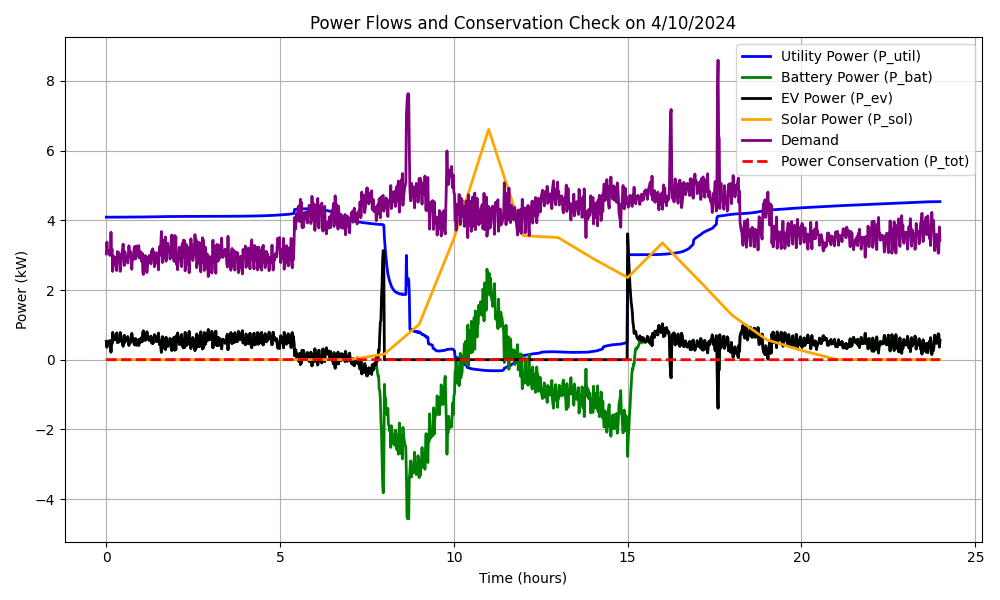 Power Flows and Conservation Check on 4/10/2024
Utility Power (P_util)
Battery Power (P_bat)
EV Power (P_ev)
Solar Power (P_sol)
Demand
Power Conservation (P_tot)
Power (kW)
8
6
4
2
0
−2
−4
0
5
10
15
20
25
Time (hours)